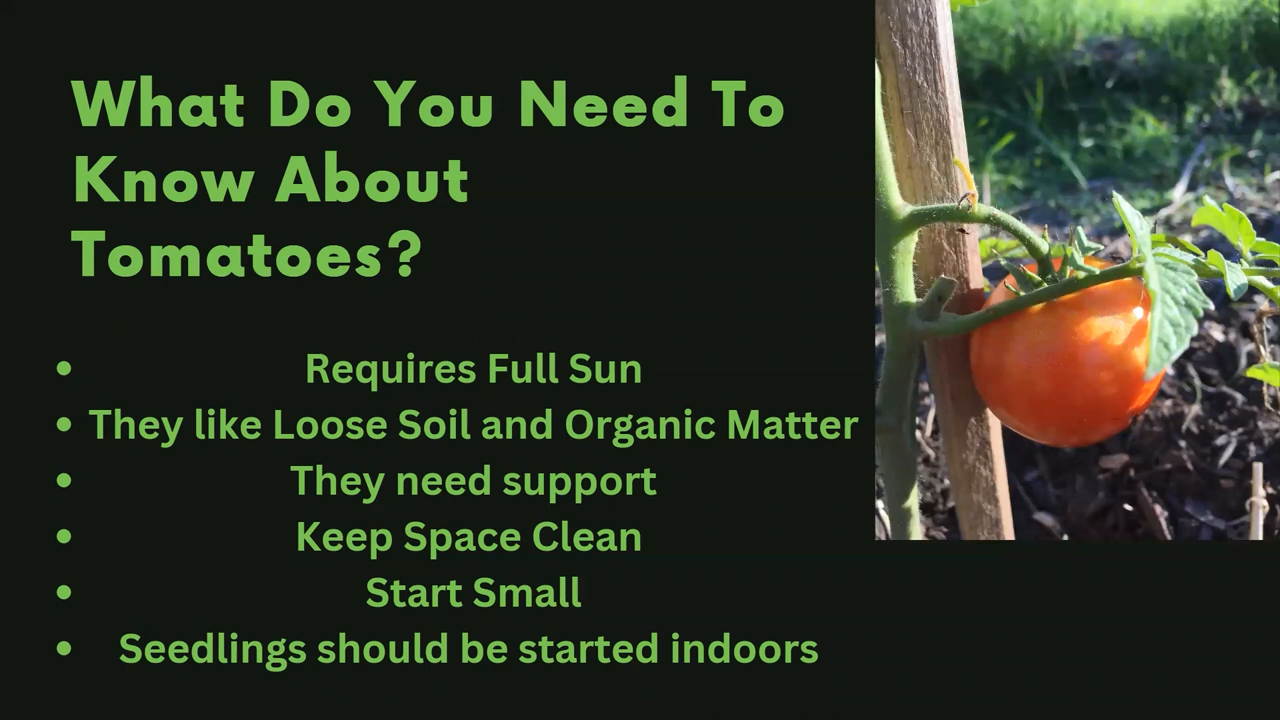 What Do You Need To
Know About
Tomatoes?
• Requires Full Sun
• They like Loose Soil and Organic Matter
• They need support
• Keep Space Clean
• Start Small
• Seedlings should be started indoors